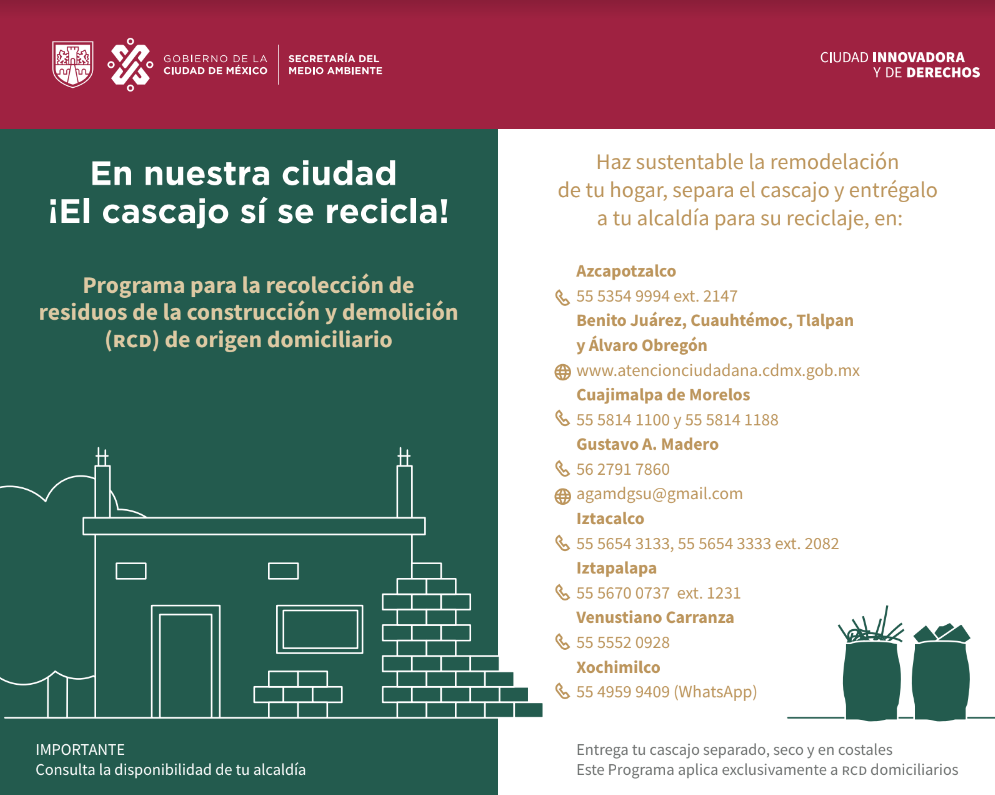 GOBIERNO DE LA
CIUDAD DE MÉXICO
SECRETARÍA DEL
MEDIO AMBIENTE
CIUDAD INNOVADORA
Y DE DERECHOS
En nuestra ciudad
¡El cascajo sí se recicla!
Programa para la recolección de
residuos de la construcción y demolición
(RCD) de origen domiciliario
IMPORTANTE
Consulta la disponibilidad de tu alcaldía
Haz sustentable la remodelación
de tu hogar, separa el cascajo y entrégalo
a tu alcaldía para su reciclaje, en:
Azcapotzalco
55 5354 9994 ext. 2147
Benito Juárez, Cuauhtémoc, Tlalpan
y Álvaro Obregón
www.atencionciudadana.cdmx.gob.mx
Cuajimalpa de Morelos
55 5814 1100 y 55 5814 1188
Gustavo A. Madero
56 2791 7860
agamdgsu@gmail.com
Iztacalco
55 5654 3133, 55 5654 3333 ext. 2082
Iztapalapa
55 5670 0737 ext. 1231
Venustiano Carranza
55 5552 0928
Xochimilco
55 4959 9409 (WhatsApp)
Entrega tu cascajo separado, seco y en costales
Este Programa aplica exclusivamente a RCD domiciliarios